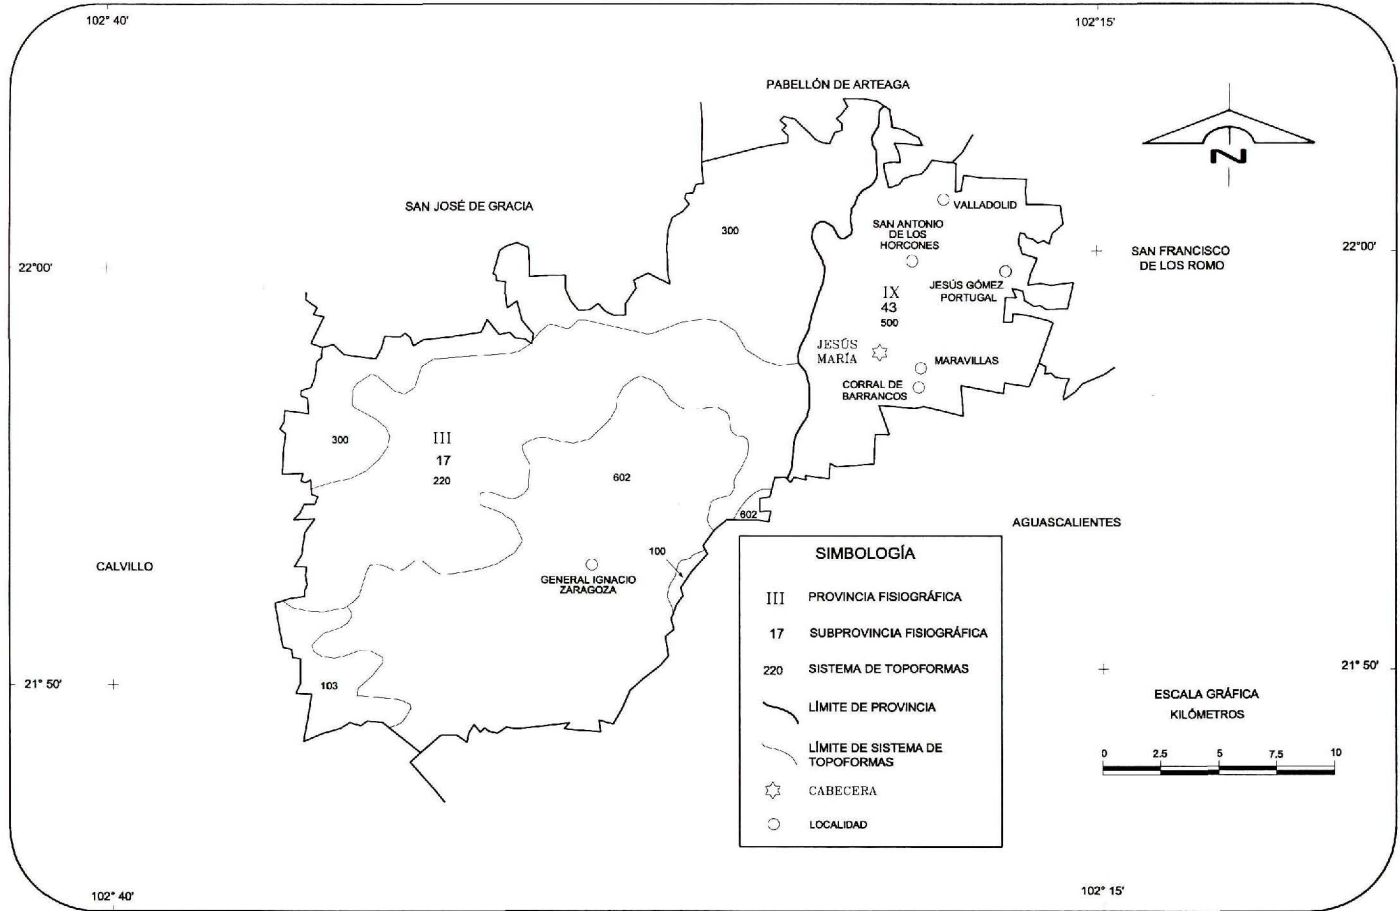 102° 40'
102° 15'
PABELLÓN DE ARTEAGA
N
SAN JOSÉ DE GRACIA
VALLADOLID
SAN ANTONIO
DE LOS
HORCONES
300
SAN FRANCISCO
DE LOS ROMO
22°00'
22°00'
JESÚS GÓMEZ
PORTUGAL
IX
43
500
JESÚS
MARÍA
MARAVILLAS
CORRAL DE
BARRANCOS
300
III
17
220
602
602
AGUASCALIENTES
100
CALVILLO
GENERAL IGNACIO
ZARAGOZA
103
SIMBOLOGÍA
III PROVINCIA FISIOGRÁFICA
17 SUBPROVINCIA FISIOGRÁFICA
220 SISTEMA DE TOPOFORMAS
LÍMITE DE PROVINCIA
LÍMITE DE SISTEMA DE
TOPOFORMAS
CABECERA
LOCALIDAD
21° 50'
21° 50'
ESCALA GRÁFICA
KILÓMETROS
0 2.5 5 7.5 10
102° 40'
102° 15'